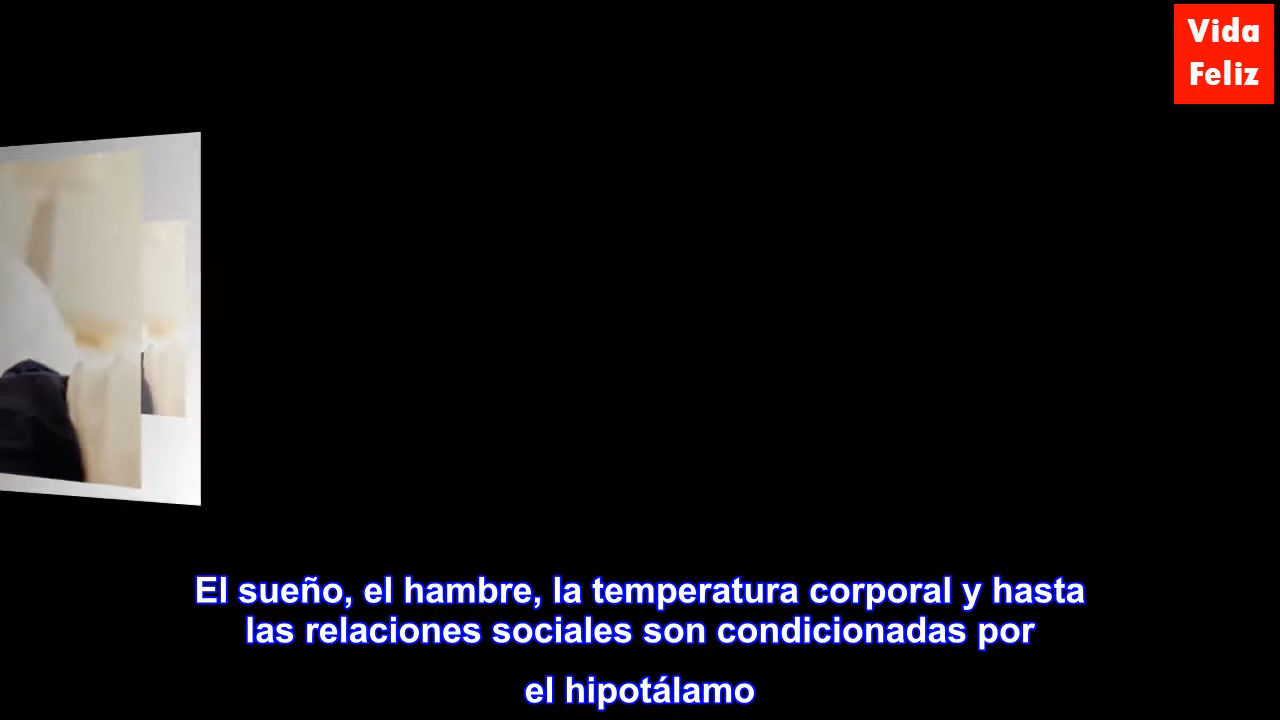 Vida
Feliz
El sueño, el hambre, la temperatura corporal y hasta
las relaciones sociales son condicionadas por
el hipotálamo